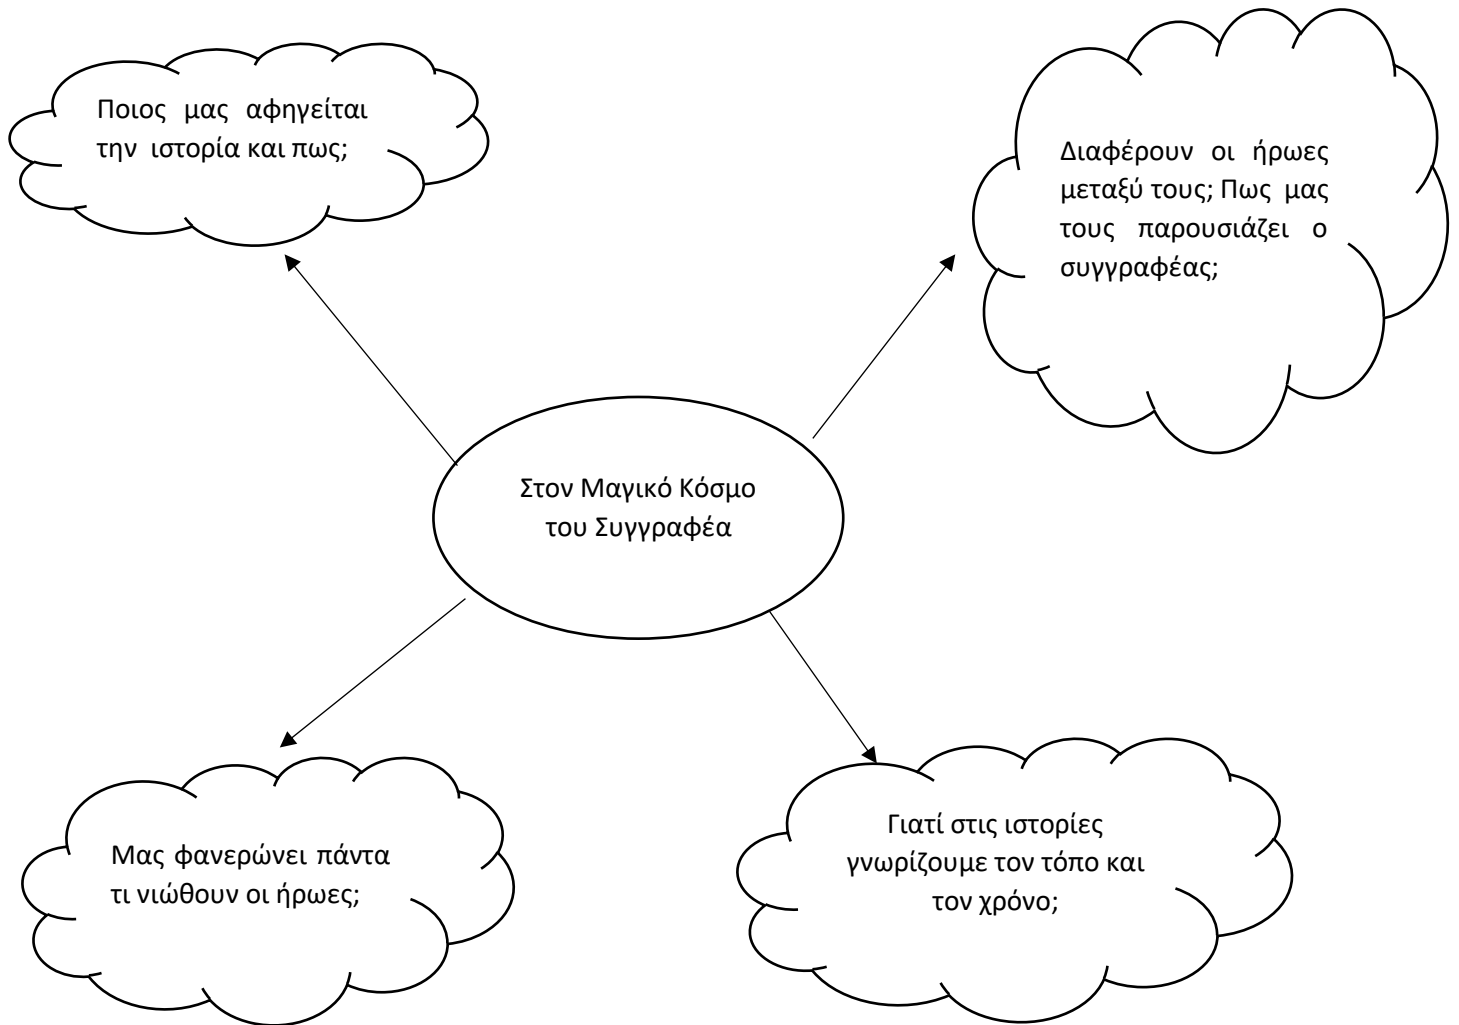 Ποιος μας αφηγείται
την ιστορία και πως;
Διαφέρουν οι ήρωες
μεταξύ τους; Πως μας
τους παρουσιάζει ο
συγγραφέας;
Στον Μαγικό Κόσμο
του Συγγραφέα
Μας φανερώνει πάντα
τι νιώθουν οι ήρωες;
Γιατί στις ιστορίες
γνωρίζουμε τον τόπο και
τον χρόνο;